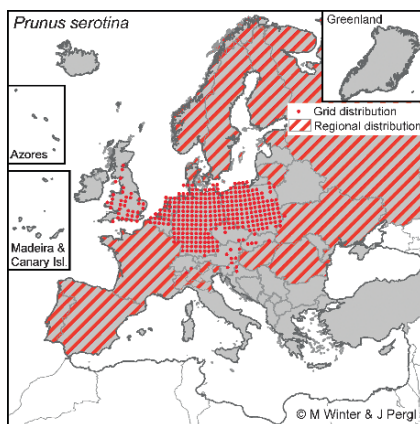 Prunus serotina
Greenland
Grid distribution
Regional distribution
Azores
Madeira &
Canary Isl.
© M Winter & J Pergl